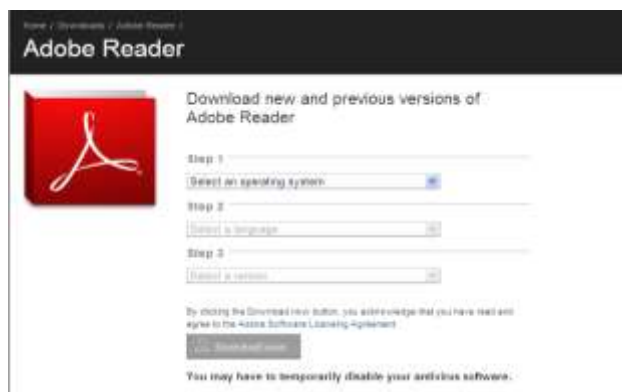 Home / Downloads / Adobe Reader /
Adobe Reader
Download new and previous versions of
Adobe Reader
Step 1
Select an operating system
Step 2
Select a language
Step 3
Select a version
By clicking the Download now button, you acknowledge that you have read and
agree to the Adobe Software Licensing Agreement
Download now
You may have to temporarily disable your antivirus software.